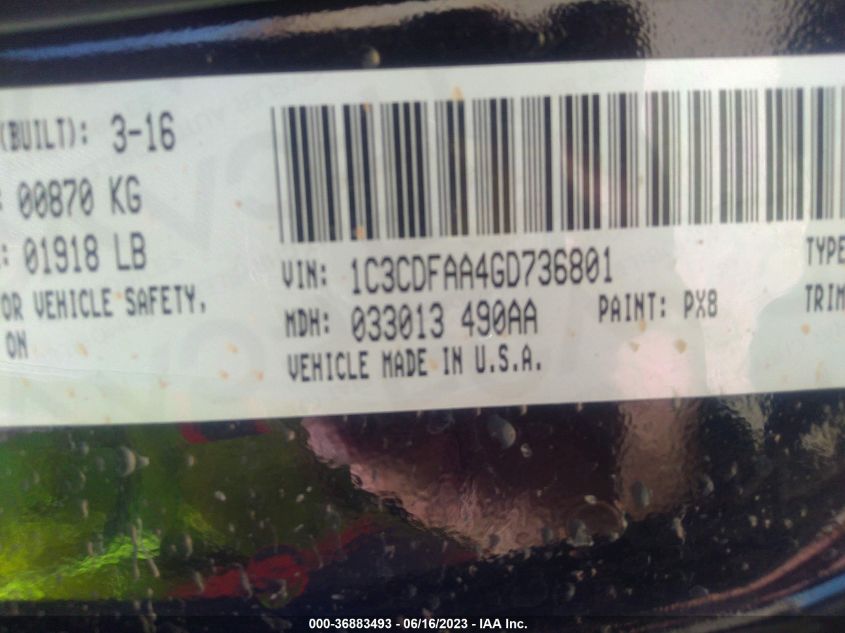 (BUILT): 3-16
: 00870 KG
: 01918 LB
OR VEHICLE SAFETY,
ON
VIN: 1C3CDFAA4GD736801
MDH: 033013 490AA PAINT: PX8
VEHICLE MADE IN U.S.A.
TYPE
TRIM
000-36883493 - 06/16/2023 - IAA Inc.